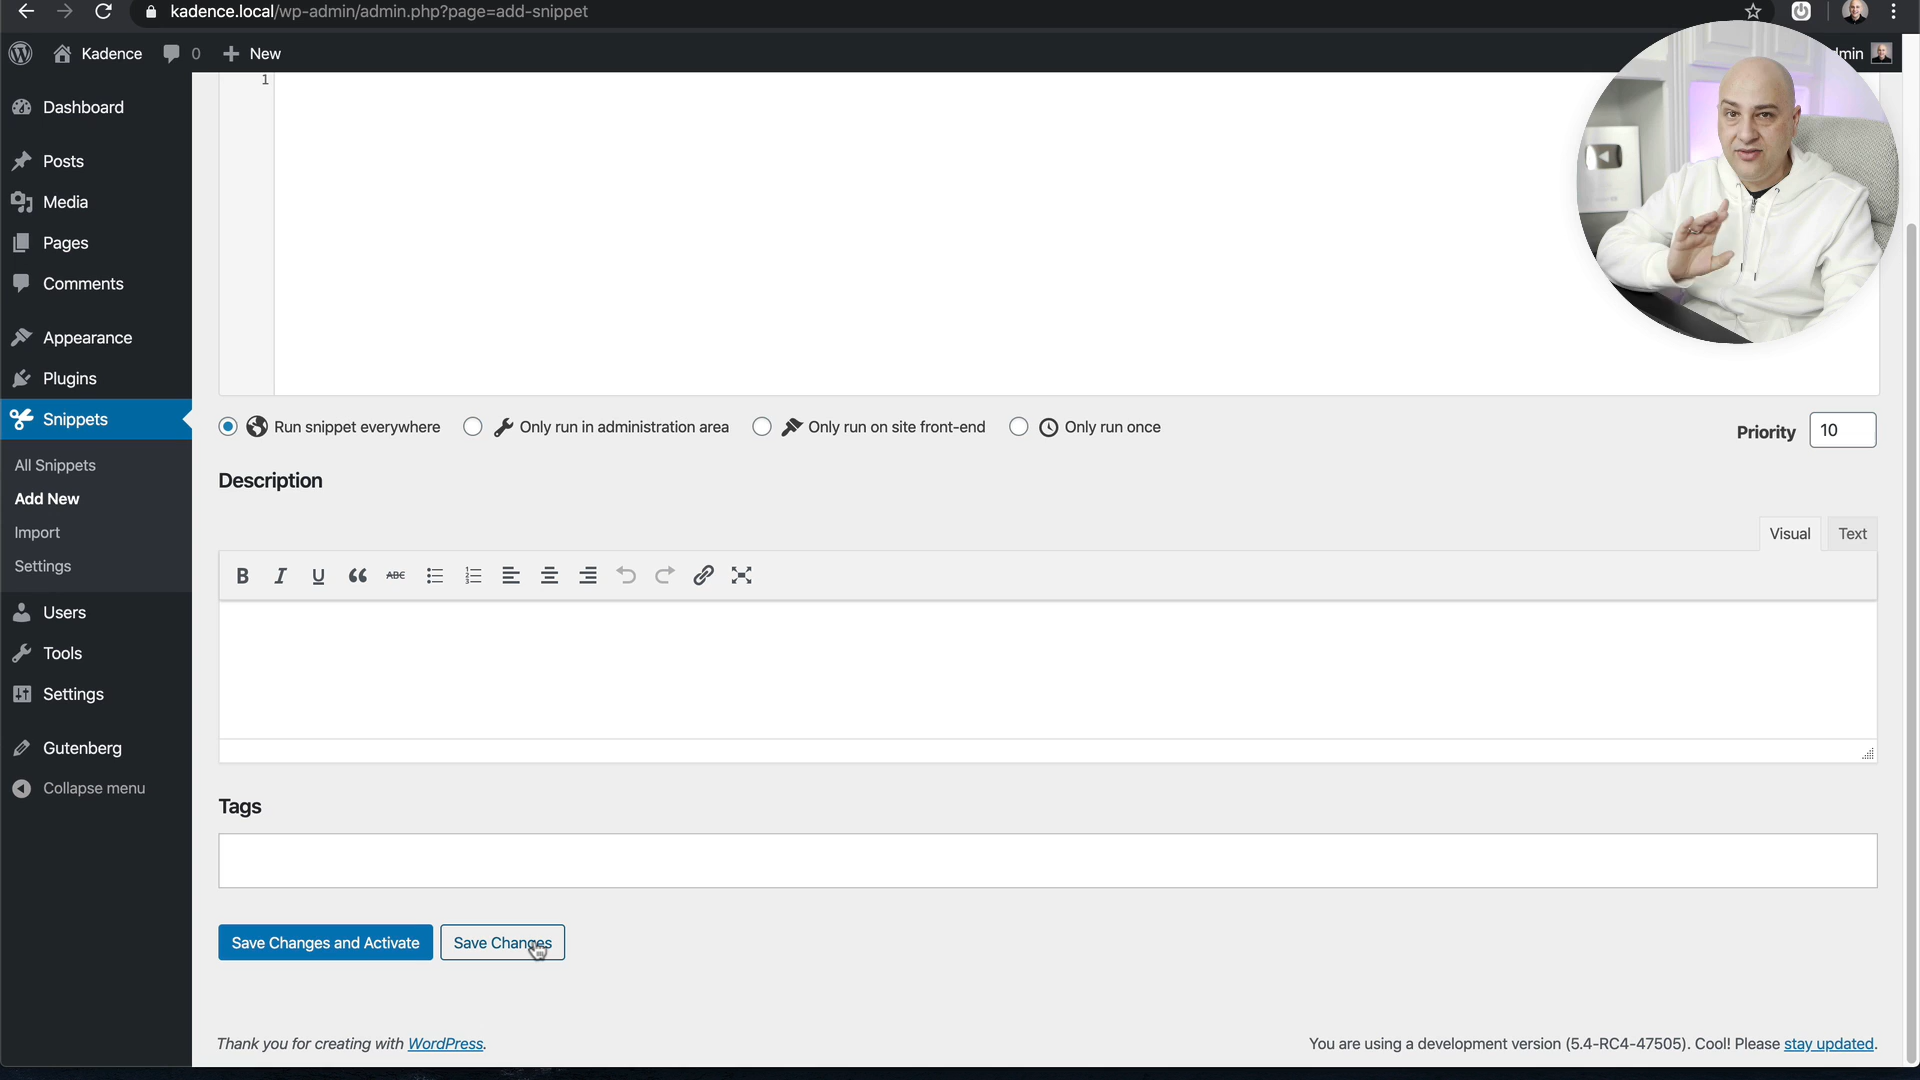 kadence.local/wp-admin/admin.php?page=add-snippet
Kadence
0
New
min
Dashboard
Posts
Media
Pages
Comments
Appearance
Plugins
Snippets
All Snippets
Add New
Import
Settings
Users
Tools
Settings
Gutenberg
Collapse menu
1
Run snippet everywhere
Only run in administration area
Only run on site front-end
Only run once
Priority
10
Description
Visual
Text
B I U ABC
Tags
Save Changes and Activate
Save Changes
Thank you for creating with WordPress.
You are using a development version (5.4-RC4-47505). Cool! Please stay updated.